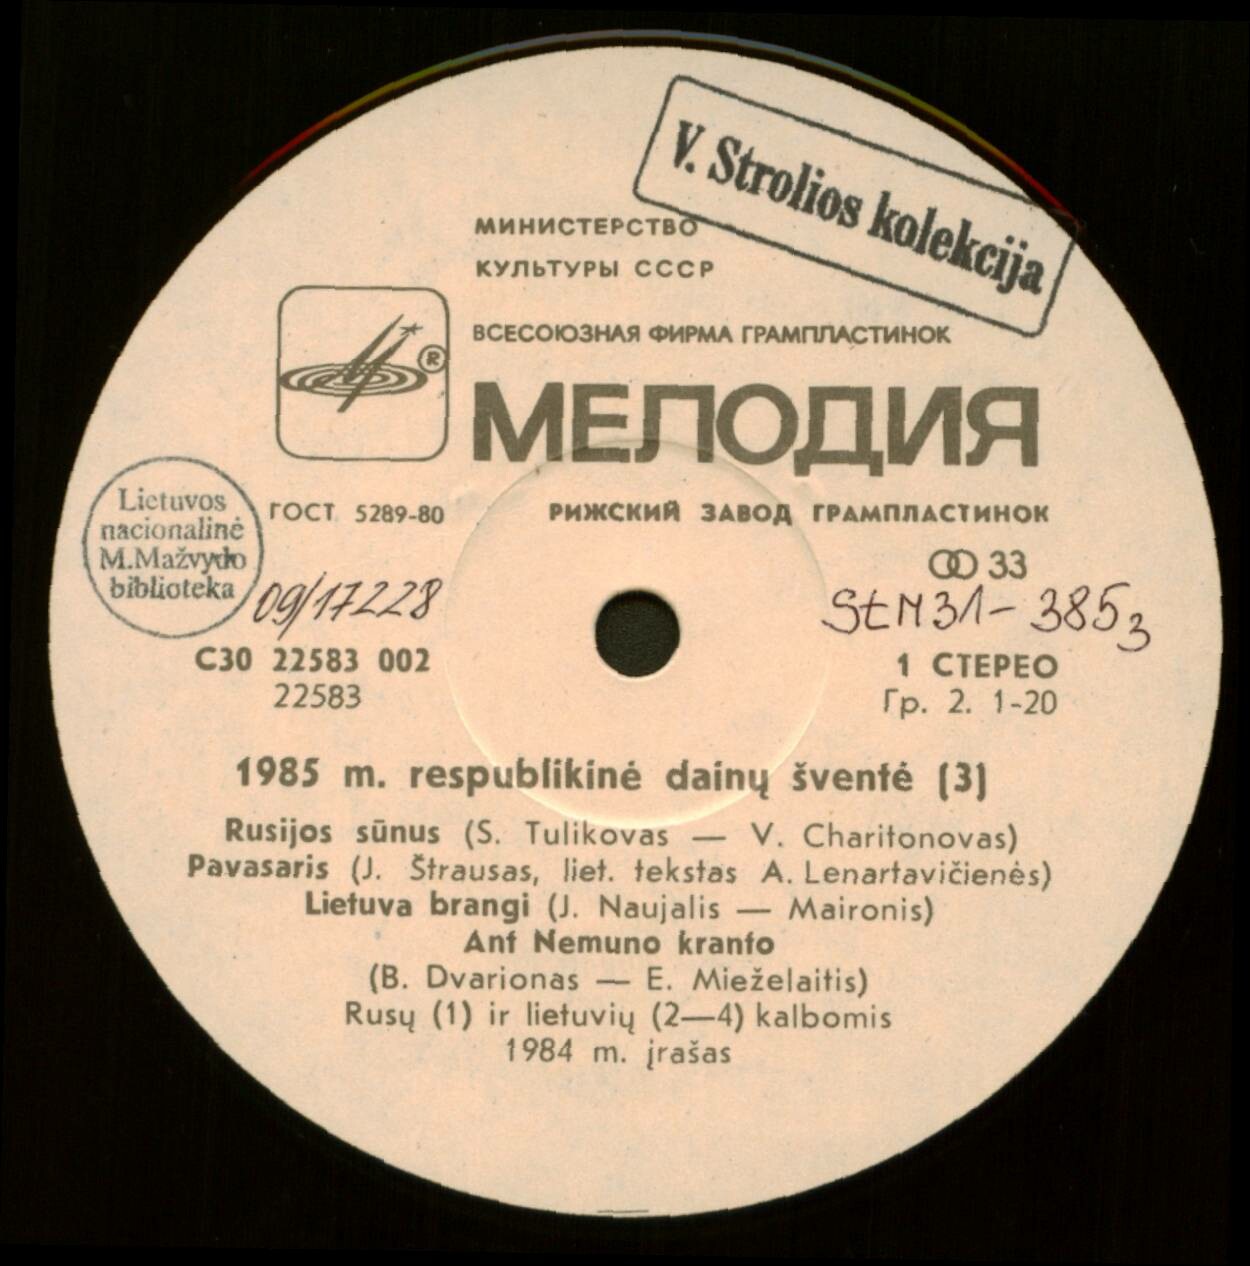 V. Strolios kolekcija
МИНИСТЕРСТВО
КУЛЬТУРЫ СССР
ВСЕСОЮЗНАЯ ФИРМА ГРАМПЛАСТИНОК
®
МЕЛОДИЯ
ГОСТ 5289-80
РИЖСКИЙ ЗАВОД ГРАМПЛАСТИНОК
Lietuvos
nacionalinė
M.Mažvydo
biblioteka
33
09/17228
StM31-385₃
С30 22583 002
22583
1 СТЕРЕО
Гр. 2. 1-20
1985 m. respublikinė dainų šventė (3)
Rusijos sūnus (S. Tulikovas — V. Charitonovas)
Pavasaris (J. Štrausas, liet. tekstas A. Lenartavičienės)
Lietuva brangi (J. Naujalis — Maironis)
Ant Nemuno kranto
(B. Dvarionas — E. Mieželaitis)
Rusų (1) ir lietuvių (2—4) kalbomis
1984 m. įrašas